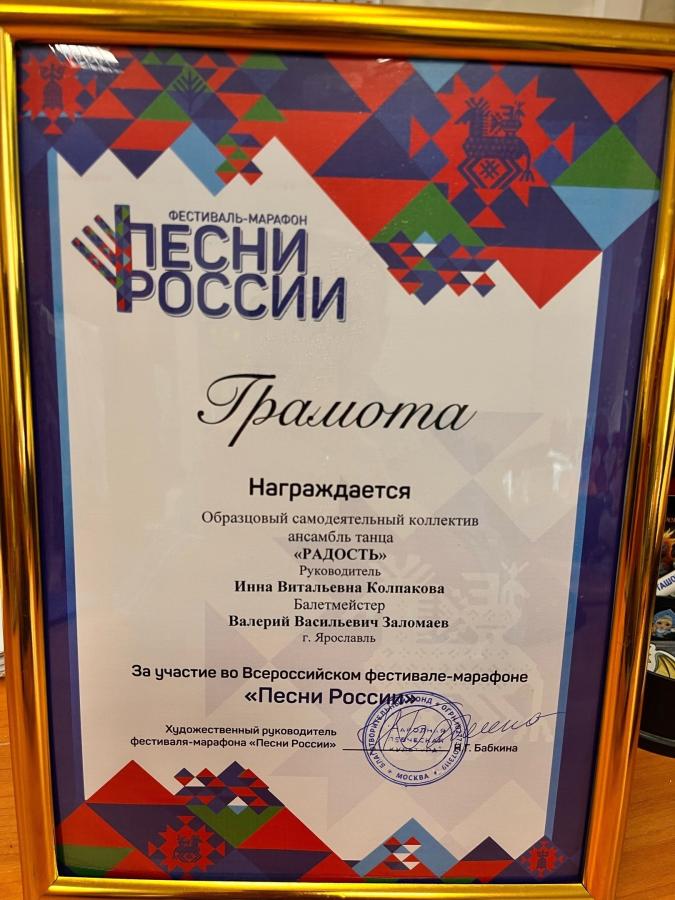 ФЕСТИВАЛЬ-МАРАФОН
ПЕСНИ
РОССИИ
Грамота
Награждается
Образцовый самодеятельный коллектив
ансамбль танца
«РАДОСТЬ»
Руководитель
Инна Витальевна Колпакова
Балетмейстер
Валерий Васильевич Заломаев
г. Ярославль
За участие во Всероссийском фестивале-марафоне
«Песни России»
Художественный руководитель
фестиваля-марафона «Песни России»
Бабкина
МОСКВА